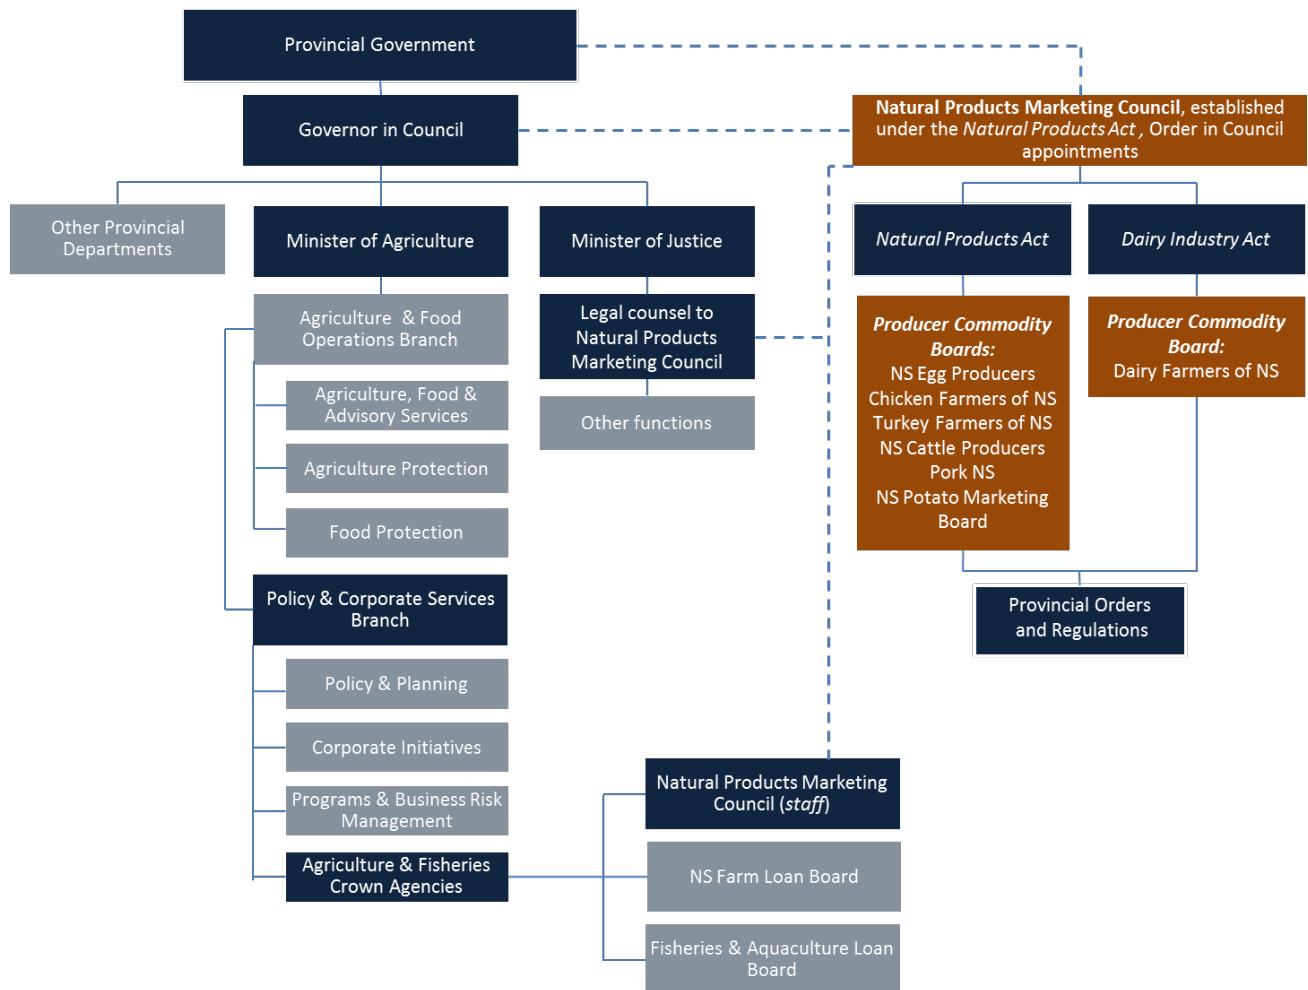 Provincial Government
Governor in Council
Natural Products Marketing Council, established
under the Natural Products Act , Order in Council
appointments
Other Provincial
Departments
Minister of Agriculture
Minister of Justice
Natural Products Act
Dairy Industry Act
Agriculture & Food
Operations Branch
Legal counsel to
Natural Products
Marketing Council
Other functions
Producer Commodity
Boards:
NS Egg Producers
Chicken Farmers of NS
Turkey Farmers of NS
NS Cattle Producers
Pork NS
NS Potato Marketing
Board
Producer Commodity
Board:
Dairy Farmers of NS
Agriculture, Food &
Advisory Services
Agriculture Protection
Food Protection
Policy & Corporate Services
Branch
Provincial Orders
and Regulations
Policy & Planning
Corporate Initiatives
Programs & Business Risk
Management
Agriculture & Fisheries
Crown Agencies
Natural Products Marketing
Council (staff)
NS Farm Loan Board
Fisheries & Aquaculture Loan
Board